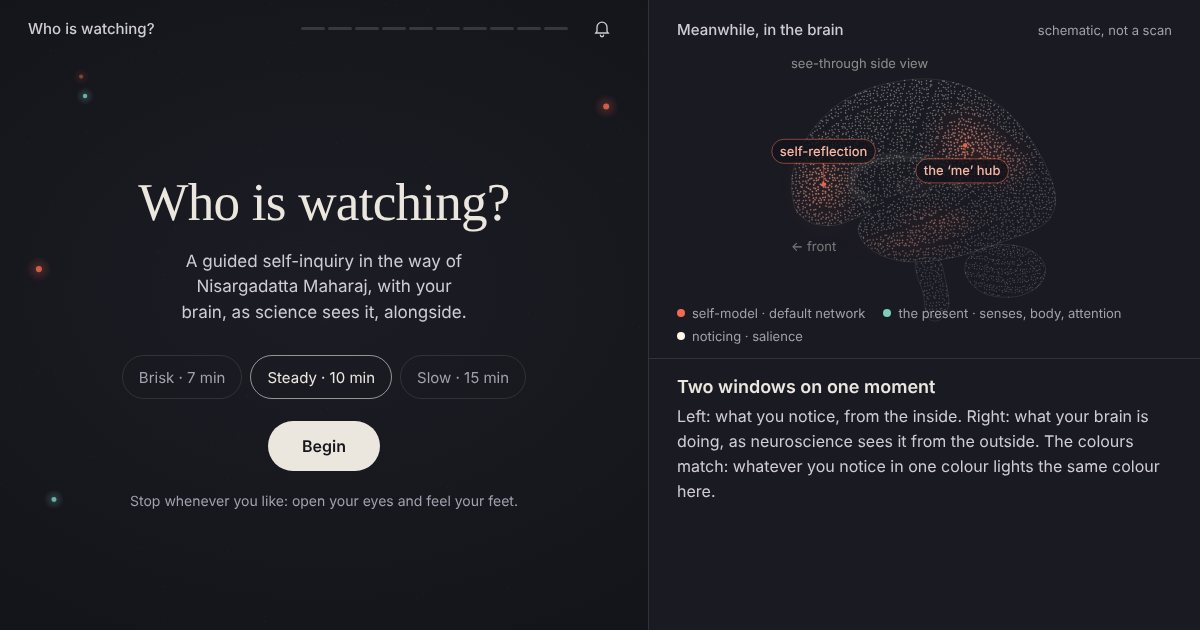 Who is watching?
Who is watching?
A guided self-inquiry in the way of
Nisargadatta Maharaj, with your
brain, as science sees it, alongside.
Brisk · 7 min
Steady · 10 min
Slow · 15 min
Begin
Stop whenever you like: open your eyes and feel your feet.
Meanwhile, in the brain
schematic, not a scan
see-through side view
self-reflection
the ‘me’ hub
← front
self-model · default network
the present · senses, body, attention
noticing · salience
Two windows on one moment
Left: what you notice, from the inside. Right: what your brain is
doing, as neuroscience sees it from the outside. The colours
match: whatever you notice in one colour lights the same colour
here.